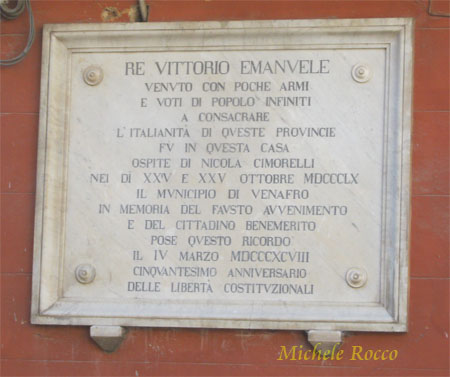 RE VITTORIO EMANVELE
VENVTO CON POCHE ARMI
E VOTI DI POPOLO INFINITI
A CONSACRARE
L'ITALIANITÀ DI QVESTE PROVINCIE
FV IN QVESTA CASA
OSPITE DI NICOLA CIMORELLI
NEI DÌ XXIV E XXV OTTOBRE MDCCCLX
IL MVNICIPIO DI VENAFRO
IN MEMORIA DEL FAVSTO AVVENIMENTO
E DEL CITTADINO BENEMERITO
POSE QVESTO RICORDO
IL IV MARZO MDCCCXCVIII
CINQVANTESIMO ANNIVERSARIO
DELLE LIBERTÀ COSTITVZIONALI
Michele Rocco